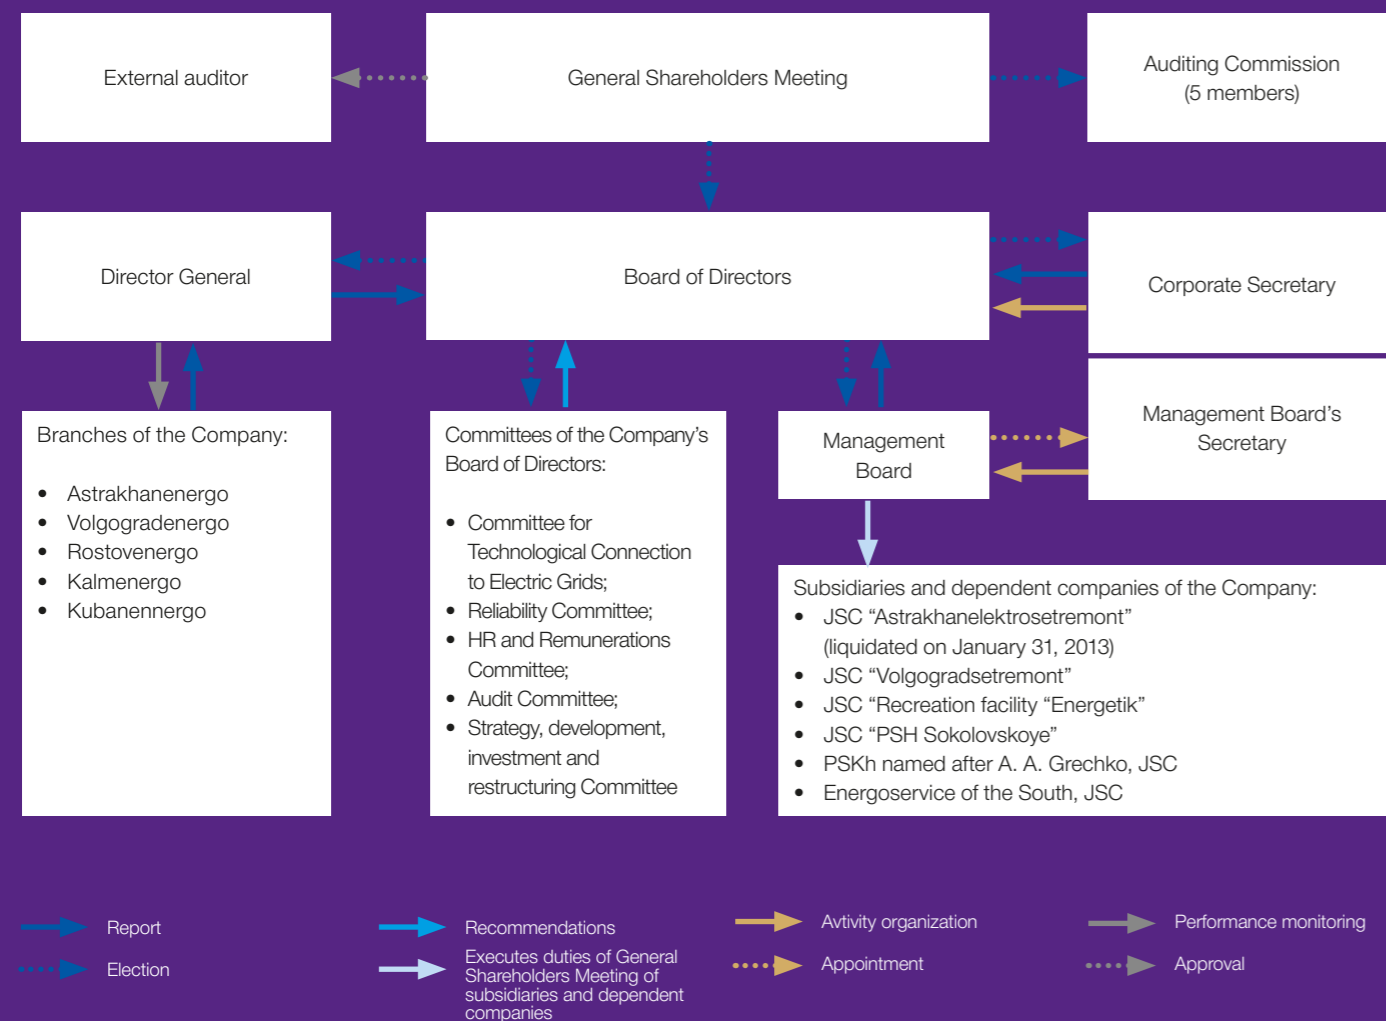 External auditor
General Shareholders Meeting
Auditing Commission
(5 members)
Director General
Board of Directors
Corporate Secretary
Management Board’s
Secretary
Branches of the Company:
• Astrakhanenergo
• Volgogradenergo
• Rostovenergo
• Kalmenergo
• Kubanennergo
Committees of the Company’s
Board of Directors:
• Committee for
Technological Connection
to Electric Grids;
• Reliability Committee;
• HR and Remunerations
Committee;
• Audit Committee;
• Strategy, development,
investment and
restructuring Committee
Management
Board
Subsidiaries and dependent companies of the Company:
• JSC “Astrakhanelektrosetremont”
(liquidated on January 31, 2013)
• JSC “Volgogradsetremont”
• JSC “Recreation facility “Energetik”
• JSC “PSH Sokolovskoye”
• PSKh named after A. A. Grechko, JSC
• Energoservice of the South, JSC
Report
Election
Recommendations
Executes duties of General
Shareholders Meeting of
subsidiaries and dependent
companies
Avtivity organization
Appointment
Performance monitoring
Approval